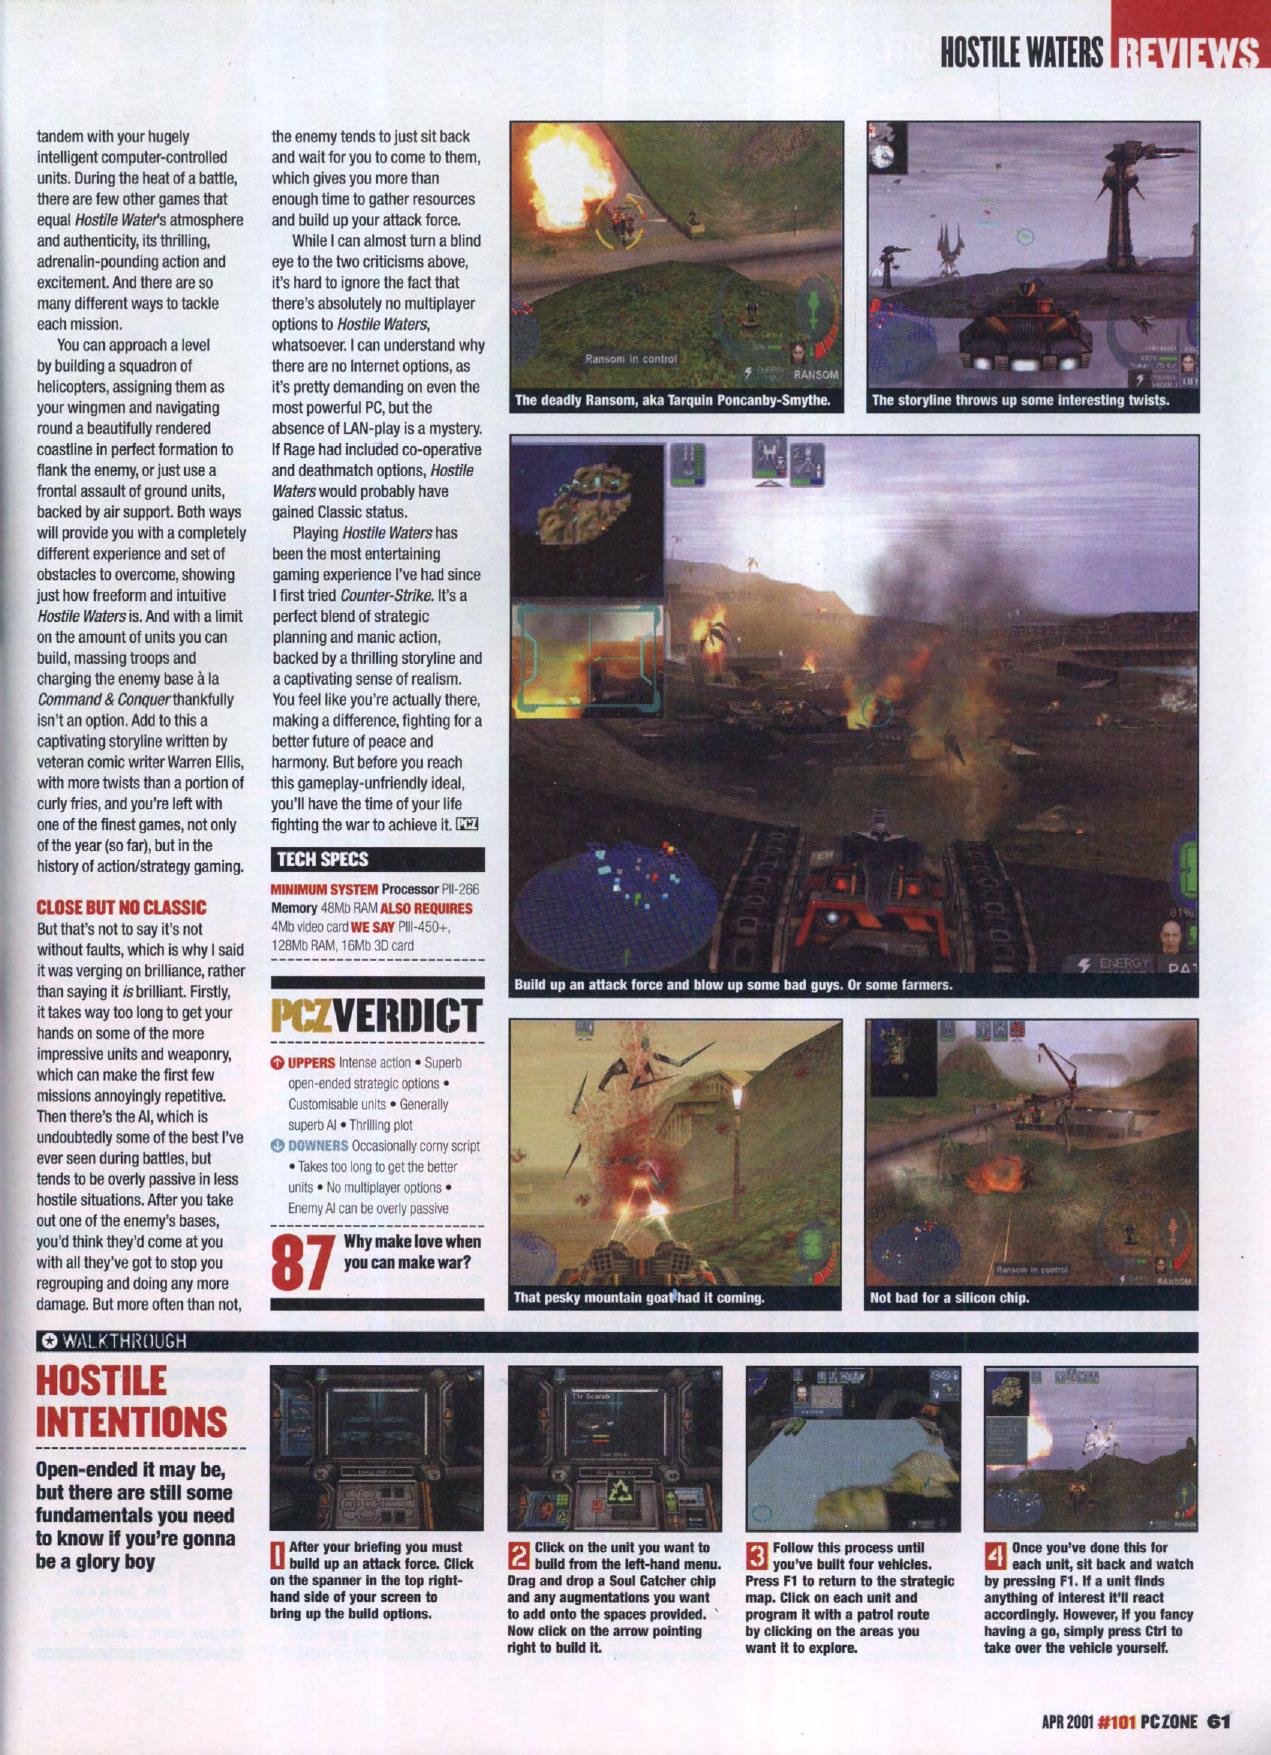 HOSTILE WATERS REVIEWS
tandem with your hugely
intelligent computer-controlled
units. During the heat of a battle,
there are few other games that
equal Hostile Water's atmosphere
and authenticity, its thrilling,
adrenalin-pounding action and
excitement. And there are so
many different ways to tackle
each mission.
You can approach a level
by building a squadron of
helicopters, assigning them as
your wingmen and navigating
round a beautifully rendered
coastline in perfect formation to
flank the enemy, or just use a
frontal assault of ground units,
backed by air support. Both ways
will provide you with a completely
different experience and set of
obstacles to overcome, showing
just how freeform and intuitive
Hostile Waters is. And with a limit
on the amount of units you can
build, massing troops and
charging the enemy base à la
Command & Conquer thankfully
isn't an option. Add to this a
captivating storyline written by
veteran comic writer Warren Ellis,
with more twists than a portion of
curly fries, and you're left with
one of the finest games, not only
of the year (so far), but in the
history of action/strategy gaming.
CLOSE BUT NO CLASSIC
But that's not to say it's not
without faults, which is why I said
it was verging on brilliance, rather
than saying it is brilliant. Firstly,
it takes way too long to get your
hands on some of the more
impressive units and weaponry,
which can make the first few
missions annoyingly repetitive.
Then there's the AI, which is
undoubtedly some of the best I've
ever seen during battles, but
tends to be overly passive in less
hostile situations. After you take
out one of the enemy's bases,
you'd think they'd come at you
with all they've got to stop you
regrouping and doing any more
damage. But more often than not,
the enemy tends to just sit back
and wait for you to come to them,
which gives you more than
enough time to gather resources
and build up your attack force.
While I can almost turn a blind
eye to the two criticisms above,
it's hard to ignore the fact that
there's absolutely no multiplayer
options to Hostile Waters,
whatsoever. I can understand why
there are no Internet options, as
it's pretty demanding on even the
most powerful PC, but the
absence of LAN-play is a mystery.
If Rage had included co-operative
and deathmatch options, Hostile
Waters would probably have
gained Classic status.
Playing Hostile Waters has
been the most entertaining
gaming experience I've had since
I first tried Counter-Strike. It's a
perfect blend of strategic
planning and manic action,
backed by a thrilling storyline and
a captivating sense of realism.
You feel like you're actually there,
making a difference, fighting for a
better future of peace and
harmony. But before you reach
this gameplay-unfriendly ideal,
you'll have the time of your life
fighting the war to achieve it. PCZ
TECH SPECS
MINIMUM SYSTEM Processor PII-266
Memory 48Mb RAM ALSO REQUIRES
4Mb video card WE SAY PIII-450+,
128Mb RAM, 16Mb 3D card
PCZVERDICT
UPPERS Intense action • Superb
open-ended strategic options •
Customisable units • Generally
superb AI • Thrilling plot
DOWNERS Occasionally corny script
• Takes too long to get the better
units • No multiplayer options •
Enemy AI can be overly passive
87 Why make love when
you can make war?
Ransom in control
ENERGY
RANSOM
The deadly Ransom, aka Tarquin Poncanby-Smythe.
The storyline throws up some interesting twists.
81%
ENERGY
PAT
Build up an attack force and blow up some bad guys. Or some farmers.
That pesky mountain goat had it coming.
Ransom in control
RANSOM
Not bad for a silicon chip.
WALKTHROUGH
HOSTILE
INTENTIONS
Open-ended it may be,
but there are still some
fundamentals you need
to know if you're gonna
be a glory boy
1 After your briefing you must
build up an attack force. Click
on the spanner in the top right-
hand side of your screen to
bring up the build options.
2 Click on the unit you want to
build from the left-hand menu.
Drag and drop a Soul Catcher chip
and any augmentations you want
to add onto the spaces provided.
Now click on the arrow pointing
right to build it.
3 Follow this process until
you've built four vehicles.
Press F1 to return to the strategic
map. Click on each unit and
program it with a patrol route
by clicking on the areas you
want it to explore.
4 Once you've done this for
each unit, sit back and watch
by pressing F1. If a unit finds
anything of interest it'll react
accordingly. However, if you fancy
having a go, simply press Ctrl to
take over the vehicle yourself.
APR 2001 #101 PC ZONE 61